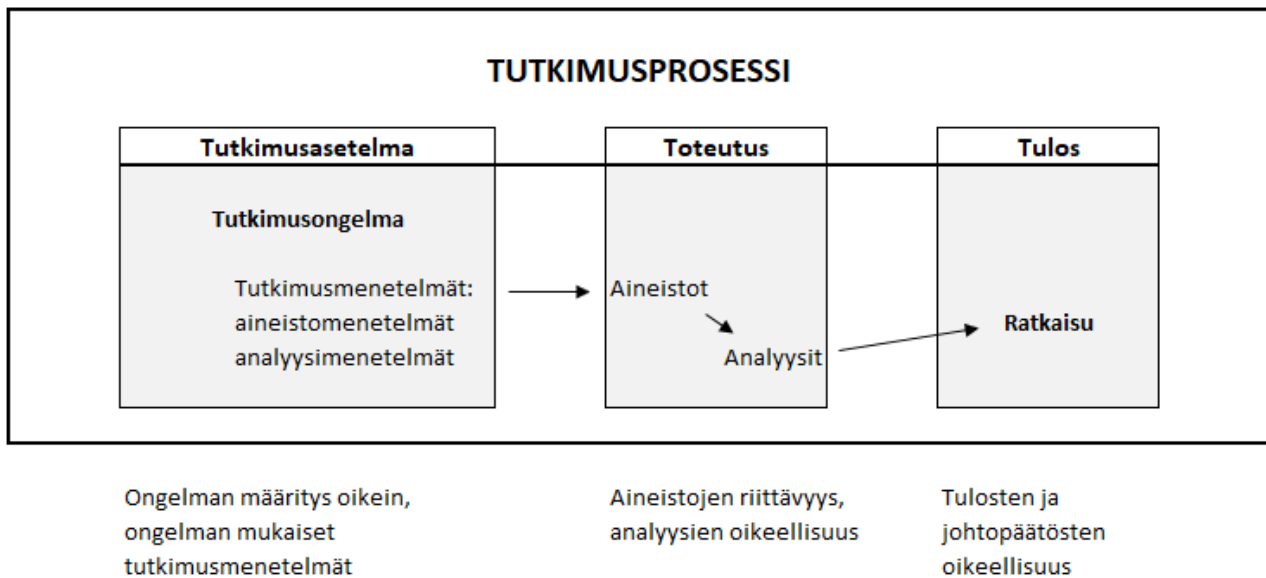 TUTKIMUSPROSESSI
Tutkimusasetelma
Toteutus
Tulos
Tutkimusongelma
Tutkimusmenetelmät:
aineistomenetelmät
analyysimenetelmät
Aineistot
Analyysit
Ratkaisu
Ongelman määritys oikein,
ongelman mukaiset
tutkimusmenetelmät
Aineistojen riittävyys,
analyysien oikeellisuus
Tulosten ja
johtopäätösten
oikeellisuus